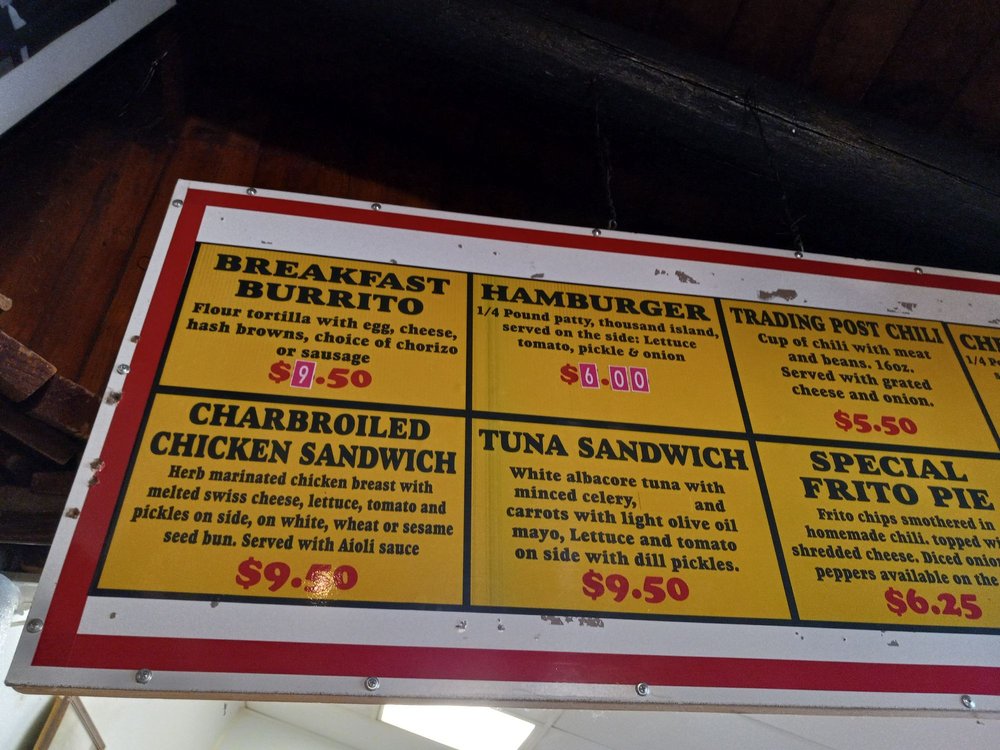 BREAKFAST
BURRITO
Flour tortilla with egg, cheese,
hash browns, choice of chorizo
or sausage
$9.50
HAMBURGER
1/4 Pound patty, thousand island,
served on the side: Lettuce
tomato, pickle & onion
$6.00
TRADING POST CHILI
Cup of chili with meat
and beans. 16oz.
Served with grated
cheese and onion.
$5.50
1/4
CHARBROILED
CHICKEN SANDWICH
Herb marinated chicken breast with
melted swiss cheese, lettuce, tomato and
pickles on side, on white, wheat or sesame
seed bun. Served with Aioli sauce
$9.50
TUNA SANDWICH
White albacore tuna with
minced celery, and
carrots with light olive oil
mayo, Lettuce and tomato
on side with dill pickles.
$9.50
SPECIAL
FRITO PIE
Frito chips smothered in
homemade chili, topped
shredded cheese. Diced
peppers available on the
$6.25